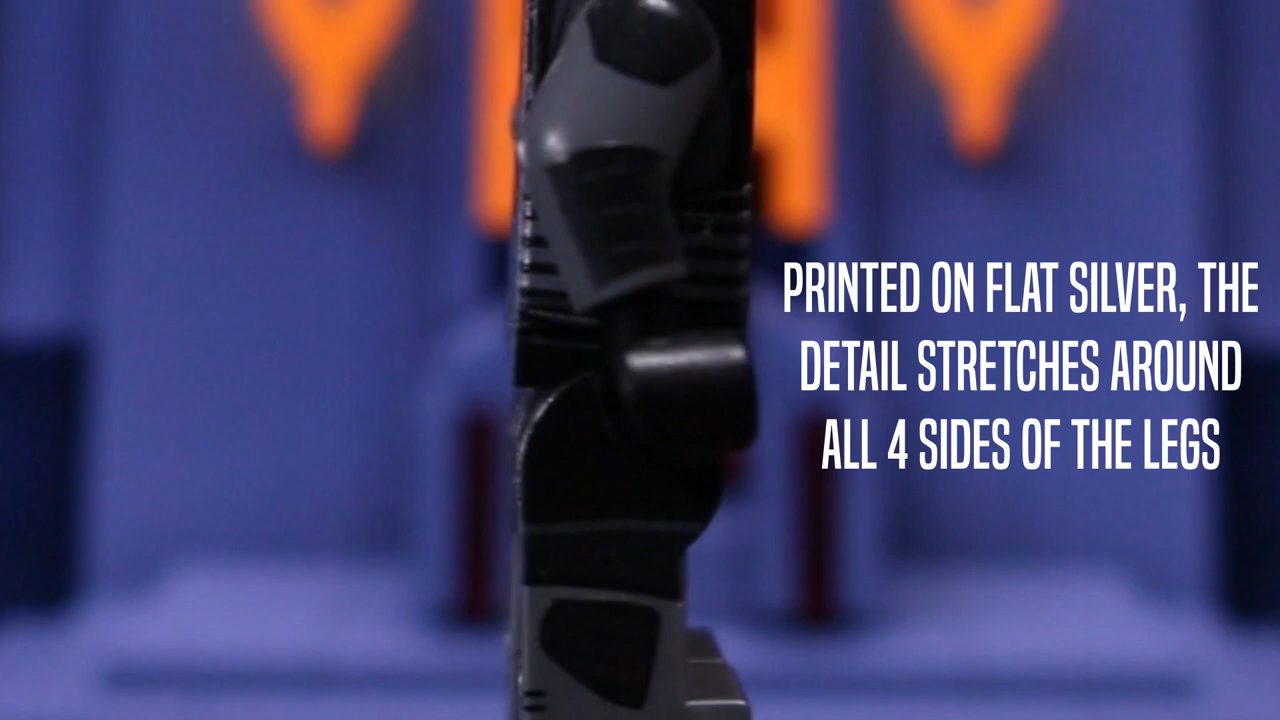 PRINTED ON FLAT SILVER, THE
DETAIL STRETCHES AROUND
ALL 4 SIDES OF THE LEGS